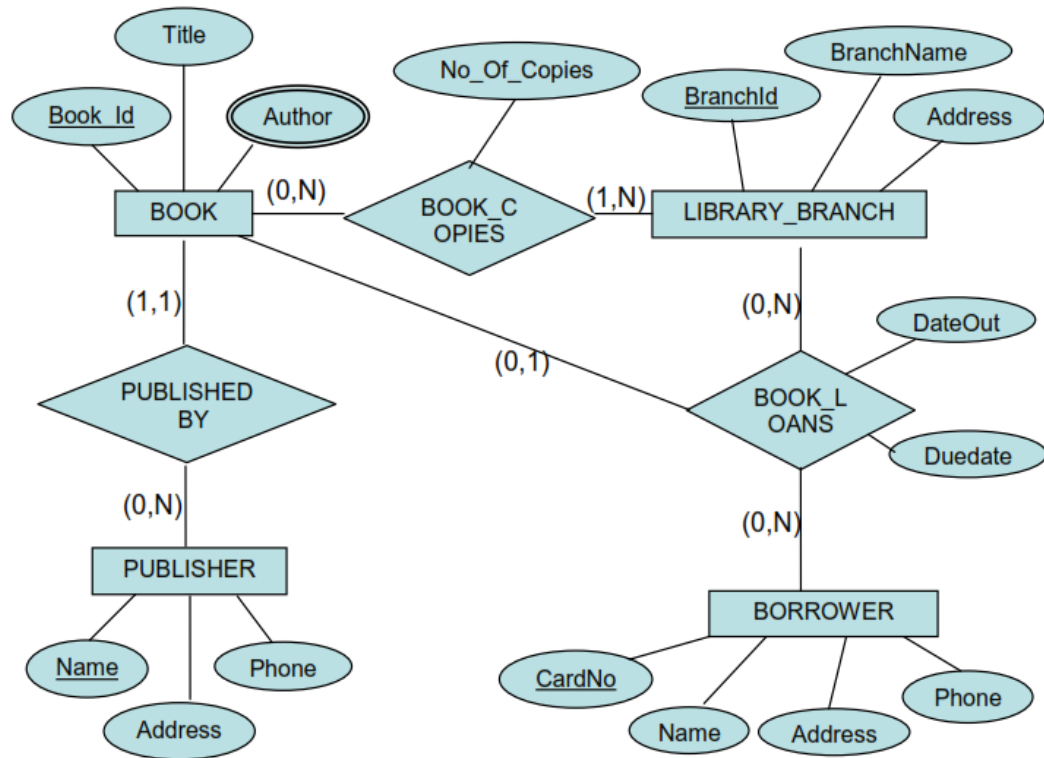 Title
Book_Id
Author
No_Of_Copies
BranchName
BranchId
Address
(0,N)
(1,N)
BOOK
BOOK_C
OPIES
LIBRARY_BRANCH
(1,1)
(0,N)
DateOut
(0,1)
PUBLISHED
BY
BOOK_L
OANS
Duedate
(0,N)
(0,N)
PUBLISHER
BORROWER
Name
Phone
Address
CardNo
Name
Address
Phone